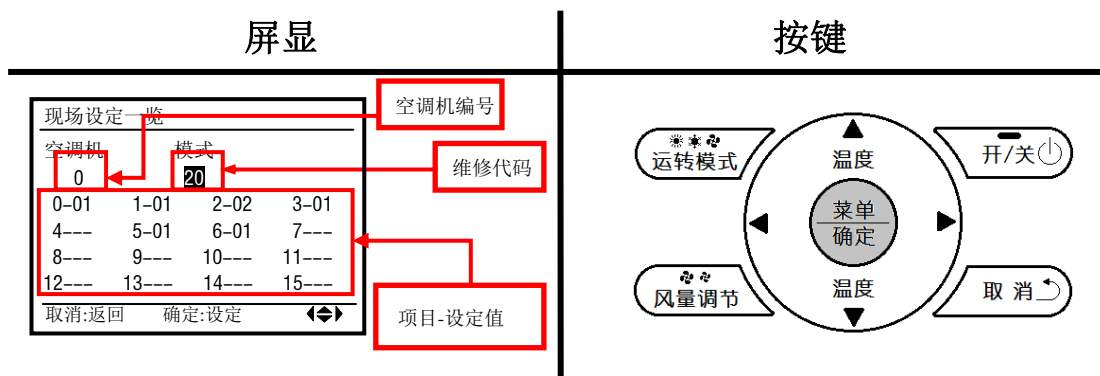 屏显
按键
现场设定一览
空调机编号
空调机 模式
0 20
维修代码
0-01 1-01 2-02 3-01
4--- 5-01 6-01 7---
8--- 9--- 10--- 11---
12--- 13--- 14--- 15---
取消:返回 确定:设定
项目-设定值
运转模式
温度
开/关
菜单
确定
风量调节
温度
取 消